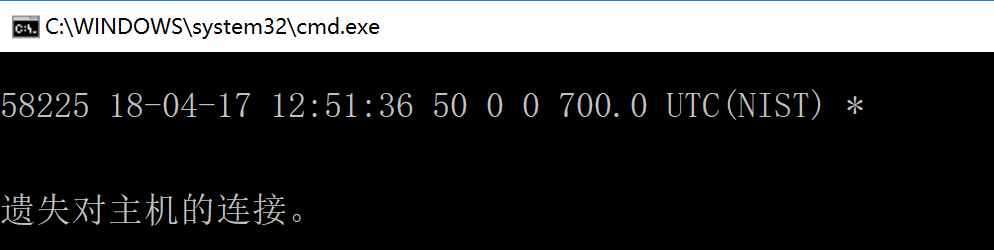 C:\WINDOWS\system32\cmd.exe
58225 18-04-17 12:51:36 50 0 0 700.0 UTC(NIST) *
遗失对主机的连接。